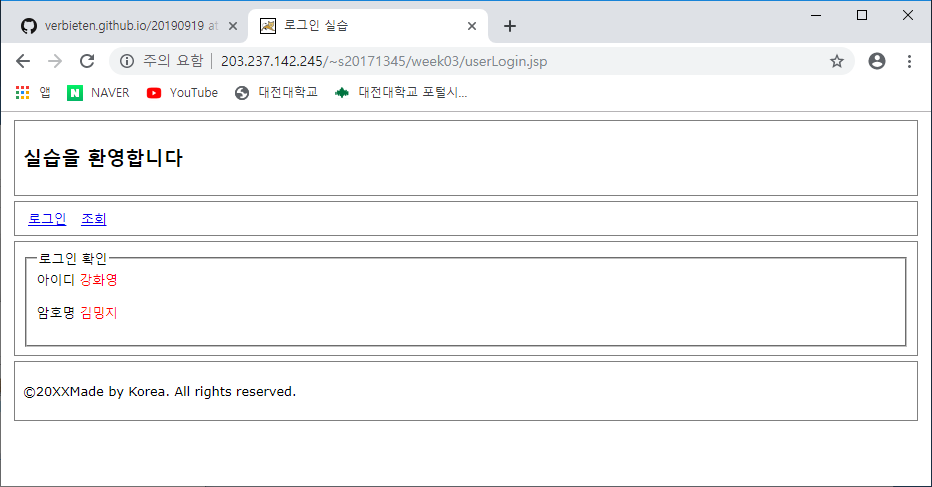 verbieten.github.io/20190919 at
로그인 실습
주의 요함
203.237.142.245/~s20171345/week03/userLogin.jsp
앱
NAVER
YouTube
대전대학교
대전대학교 포털시...
실습을 환영합니다
로그인 조회
로그인 확인
아이디 강화영
암호명 김밍지
©20XXMade by Korea. All rights reserved.